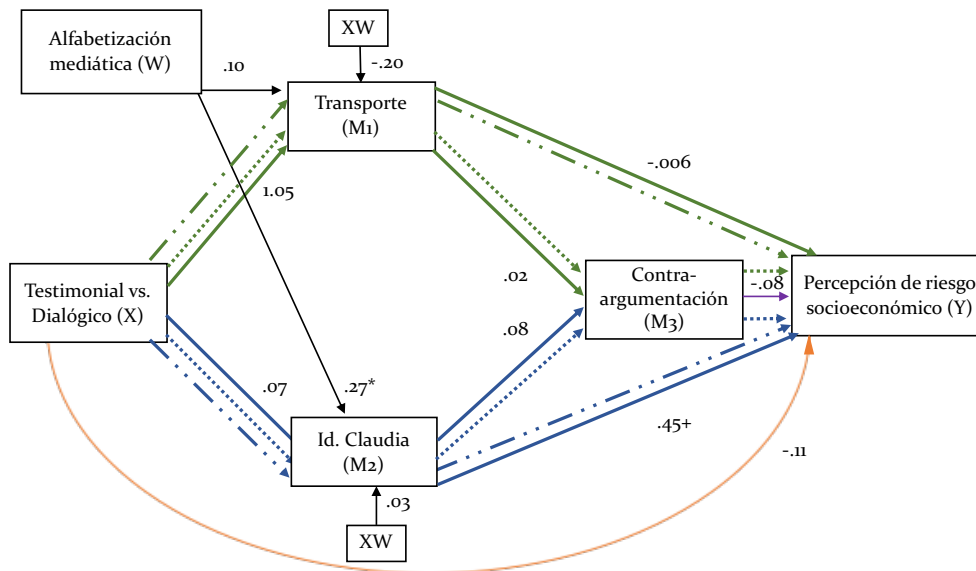 XW
Alfabetización
mediática (W)
.10
-.20
Transporte
(M1)
-.006
1.05
Testimonial vs.
Dialógico (X)
.02
Contra-
argumentación
(M3)
-.08
Percepción de riesgo
socioeconómico (Y)
.08
.07
.27*
.45+
Id. Claudia
(M2)
-.11
.03
XW